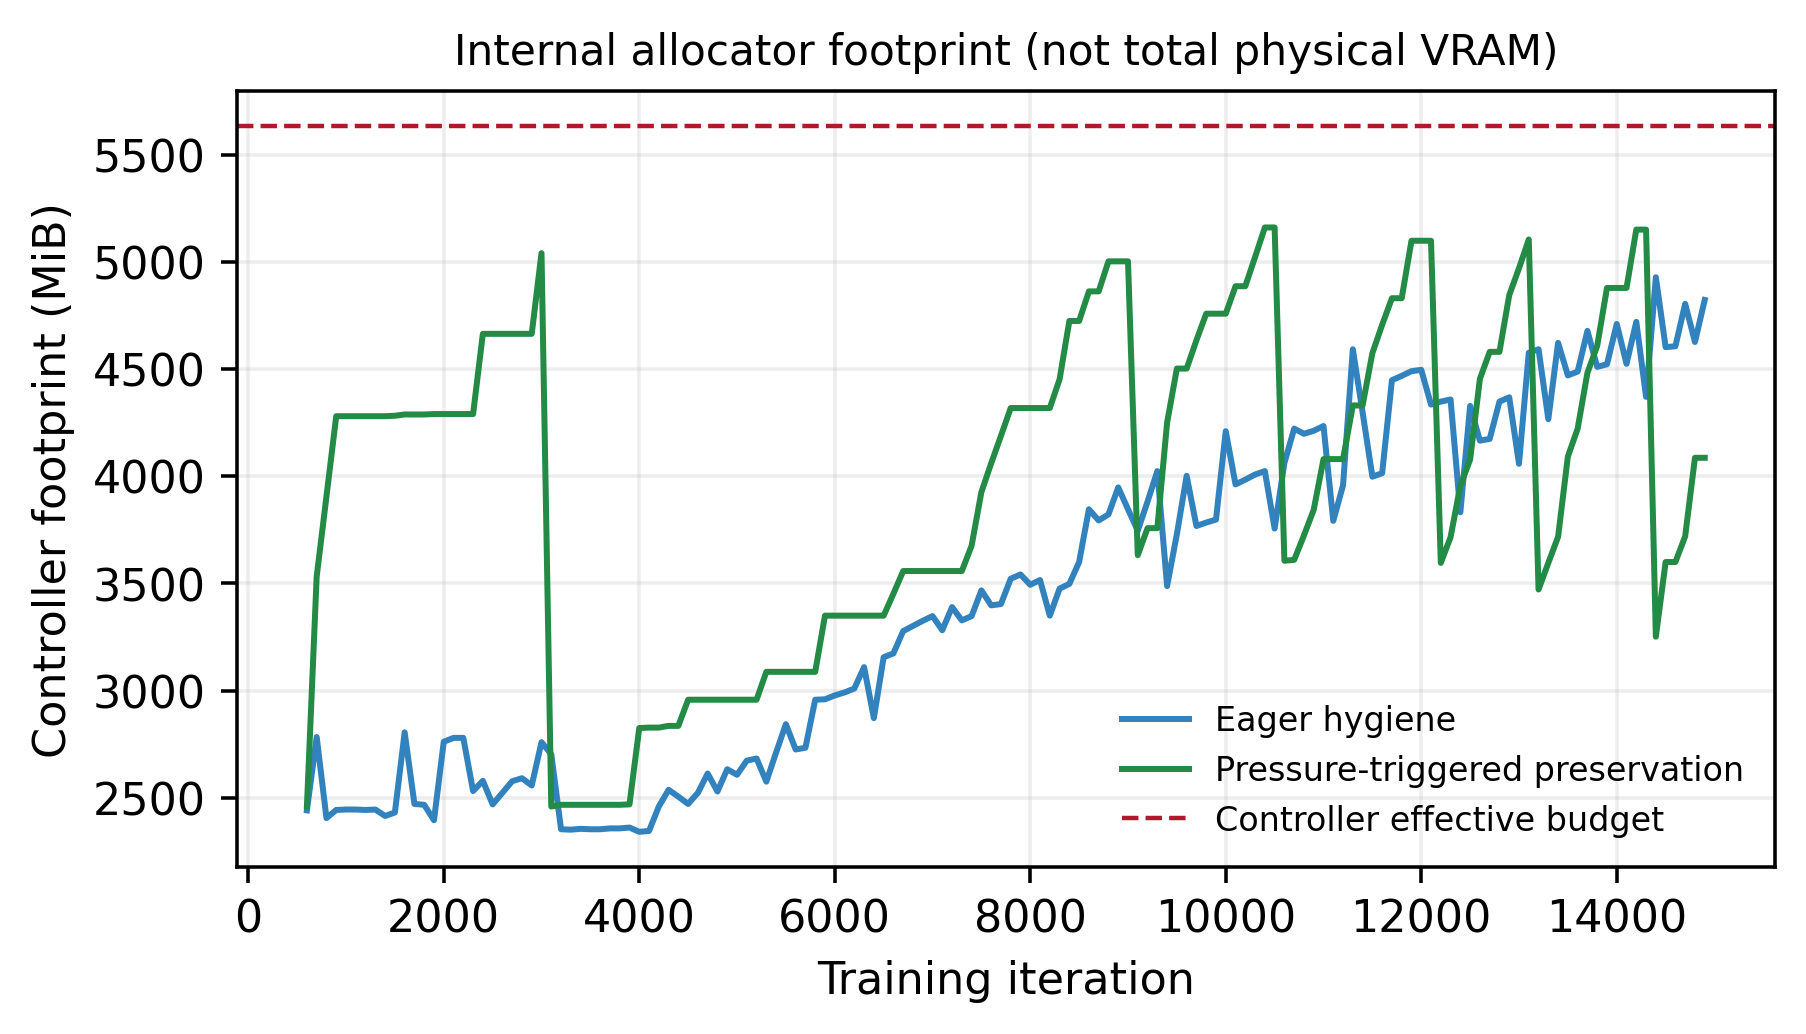 Internal allocator footprint (not total physical VRAM)
Controller footprint (MiB)
5500
5000
4500
4000
3500
3000
2500
Eager hygiene
Pressure-triggered preservation
Controller effective budget
0 2000 4000 6000 8000 10000 12000 14000
Training iteration